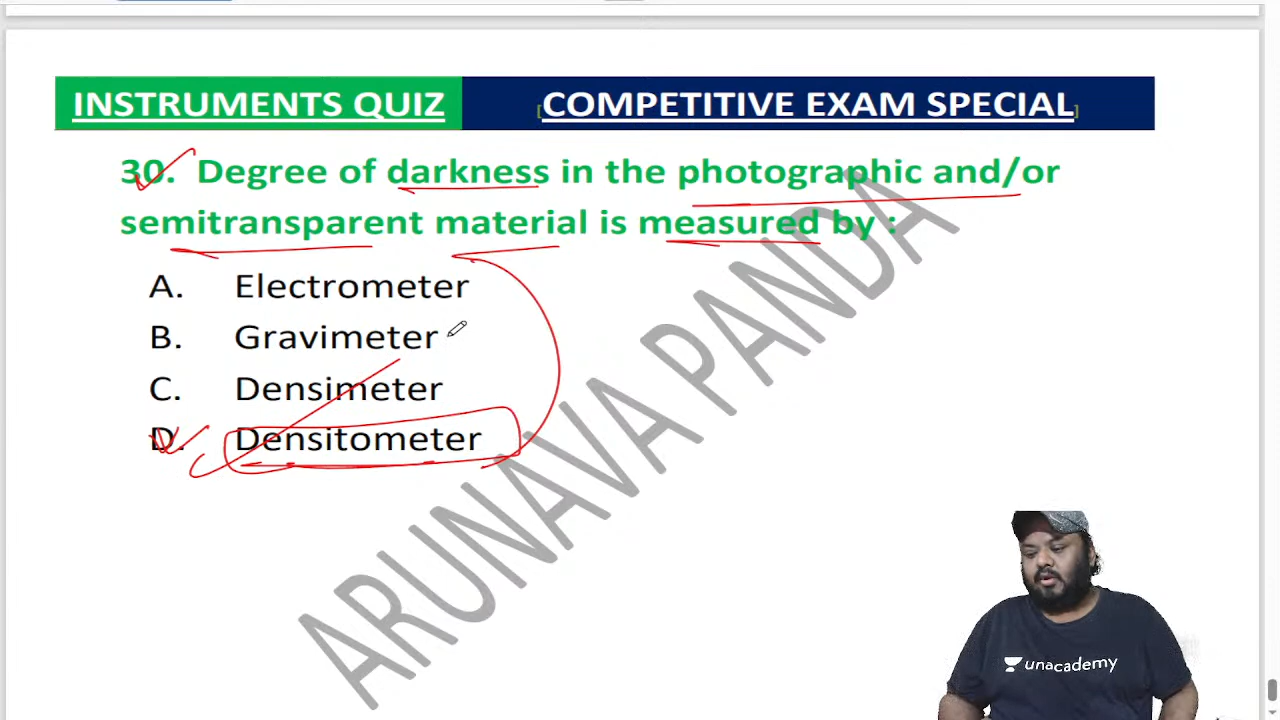 INSTRUMENTS QUIZ
[COMPETITIVE EXAM SPECIAL]
30. Degree of darkness in the photographic and/or
semitransparent material is measured by :
A. Electrometer
B. Gravimeter
C. Densimeter
D. Densitometer
ARUNAVA PANDA
unacademy